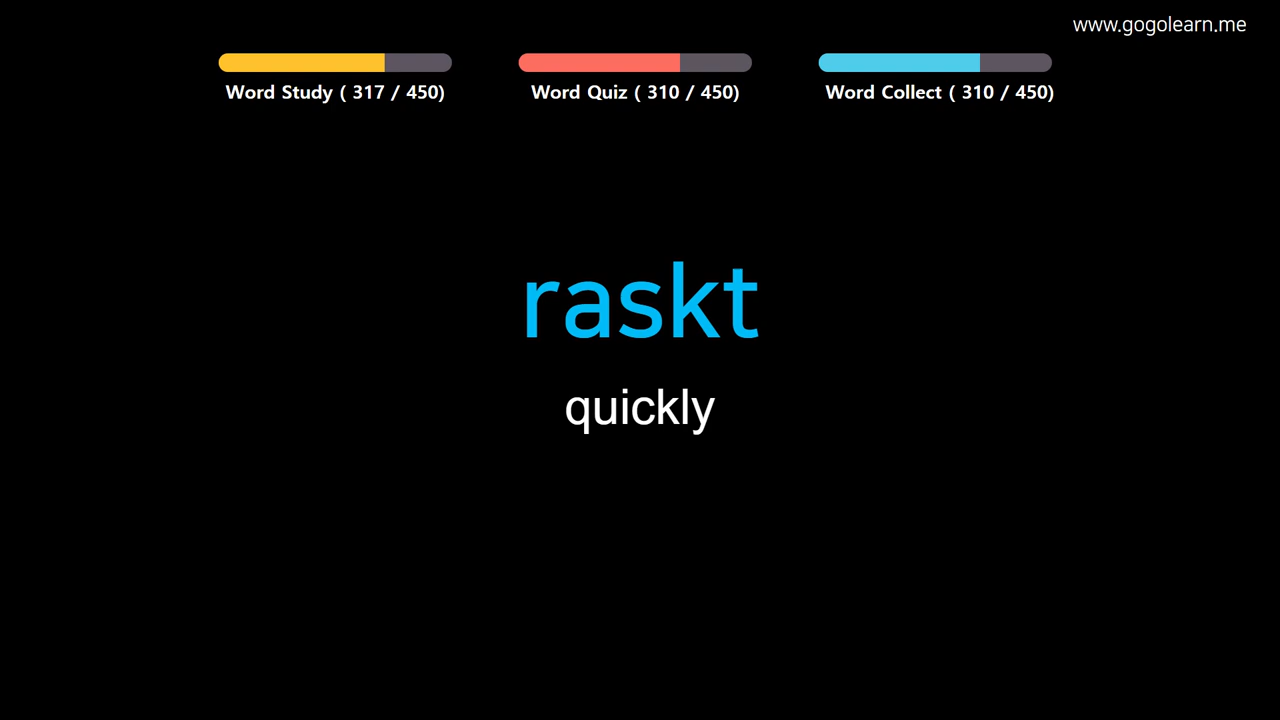 www.gogolearn.me
Word Study ( 317 / 450)
Word Quiz ( 310 / 450)
Word Collect ( 310 / 450)
raskt
quickly